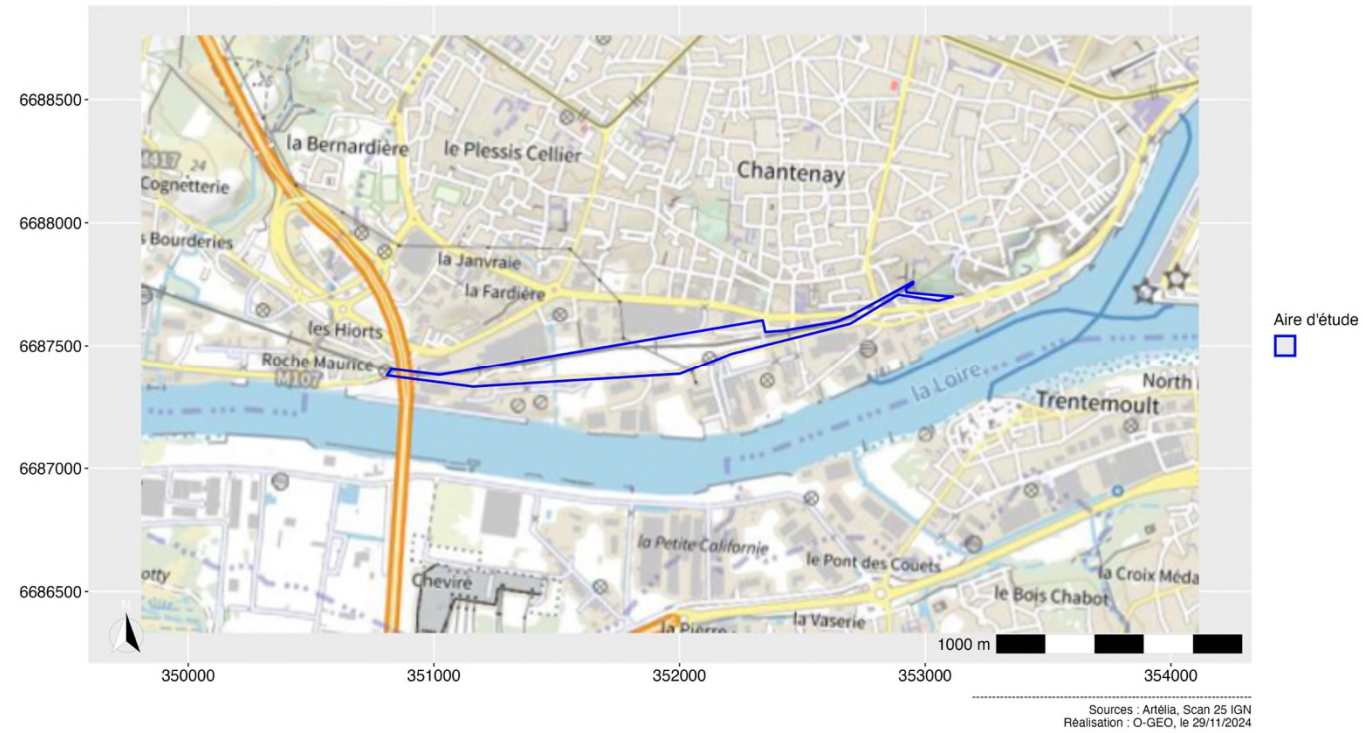 6688500
6688000
6687500
6687000
6686500
la Bernardière
le Plessis Cellier
M417
24
Cognetterie
Chantenay
s Bourderies
la Janvraie
la Fardière
les Hiorts
Roche Maurice
M107
la Loire
North
Trentemoult
la Petite Californie
le Pont des Couets
Cheviré
otty
la Croix Méda
le Bois Chabot
la Vaserie
la Pierre
N
1000 m
350000
351000
352000
353000
354000
Aire d'étude
Sources : Artélia, Scan 25 IGN
Réalisation : O-GEO, le 29/11/2024